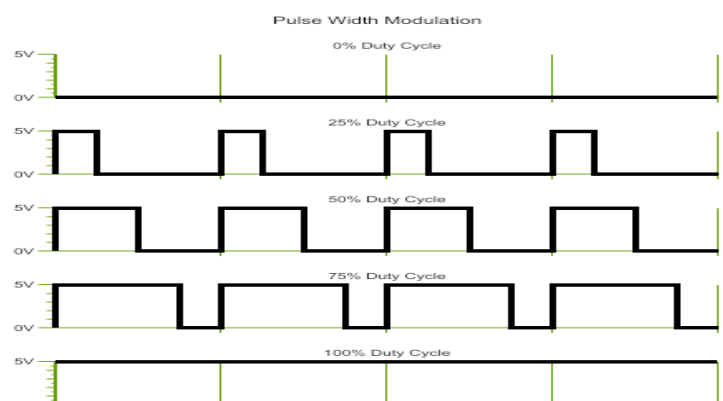 Pulse Width Modulation
0% Duty Cycle
5V
0V
25% Duty Cycle
5V
0V
50% Duty Cycle
5V
0V
75% Duty Cycle
5V
0V
100% Duty Cycle
5V